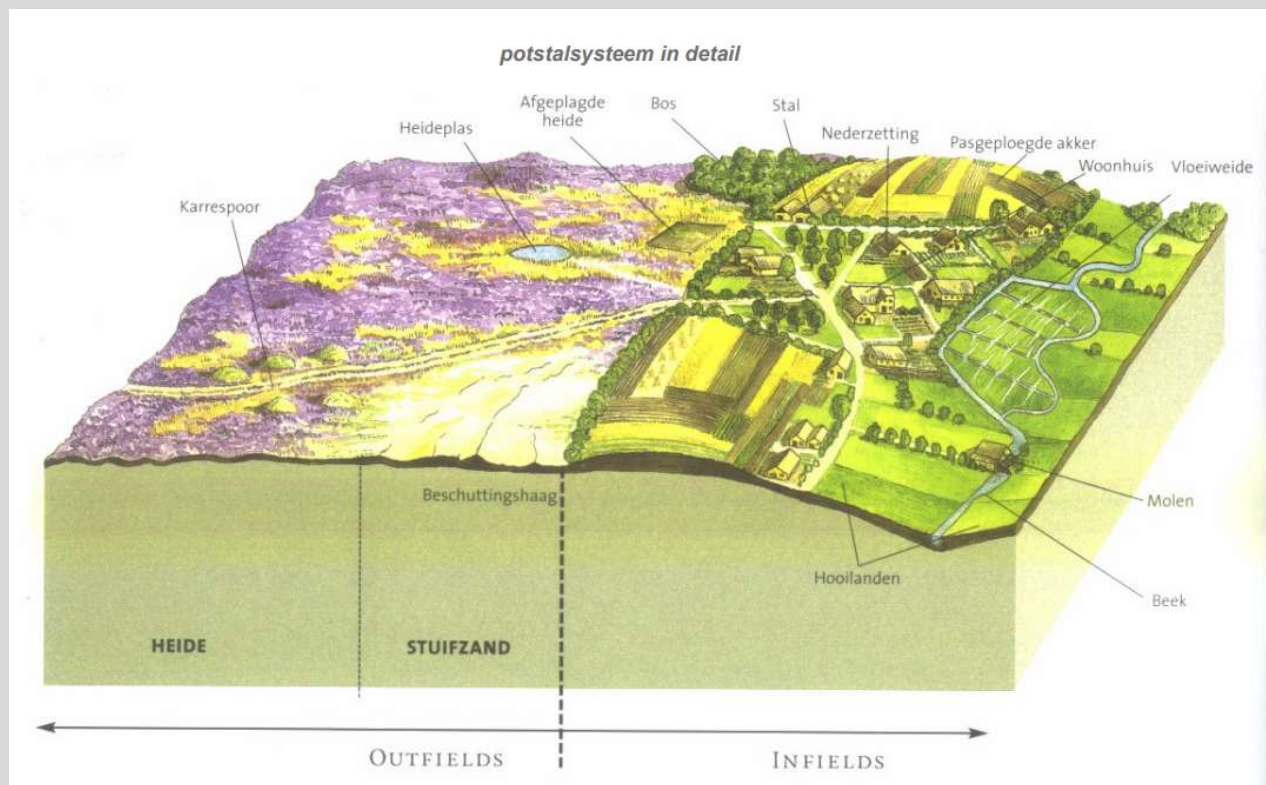 potstalsysteem in detail
Afgeplagde
heide
Bos
Stal
Heideplas
Nederzetting
Pasgeploegde akker
Woonhuis
Vloeiweide
Karrespoor
Beschuttingshaag
Molen
Hooilanden
Beek
HEIDE
STUIFZAND
OUTFIELDS
INFIELDS